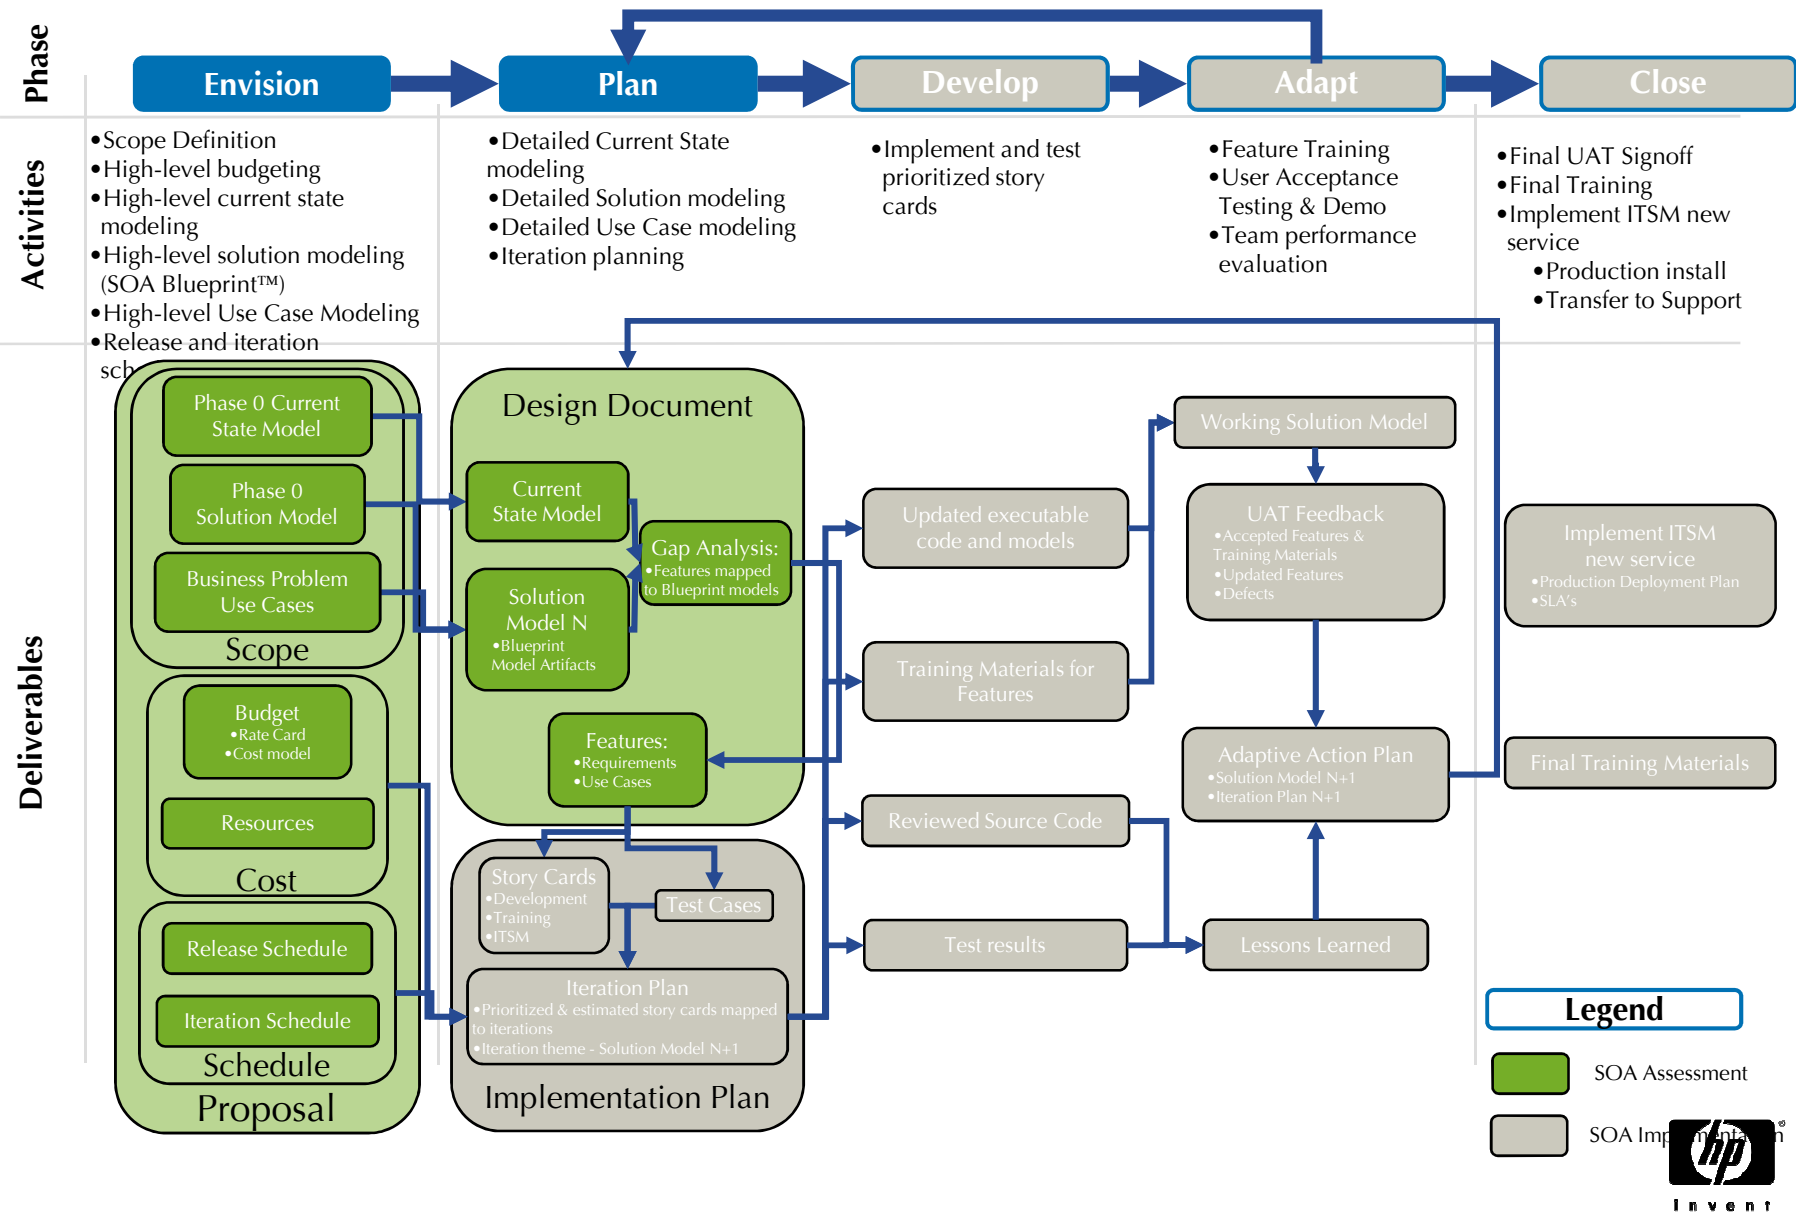 Phase
Envision
Plan
Develop
Adapt
Close
Activities
•Scope Definition
•High-level budgeting
•High-level current state
modeling
•High-level solution modeling
(SOA Blueprint™)
•High-level Use Case Modeling
•Release and iteration
•Detailed Current State
modeling
•Detailed Solution modeling
•Detailed Use Case modeling
•Iteration planning
•Implement and test
prioritized story
cards
•Feature Training
•User Acceptance
Testing & Demo
•Team performance
evaluation
•Final UAT Signoff
•Final Training
•Implement ITSM new
service
•Production install
•Transfer to Support
Deliverables
Phase 0 Current
State Model
Phase 0
Solution Model
Business Problem
Use Cases
Scope
Budget
•Rate Card
•Cost model
Resources
Cost
Release Schedule
Iteration Schedule
Schedule
Proposal
Design Document
Current
State Model
Solution
Model N
•Blueprint
Model Artifacts
Gap Analysis:
•Features mapped
to Blueprint models
Features:
•Requirements
•Use Cases
Story Cards
•Development
•Training
•ITSM
Test Cases
Iteration Plan
•Prioritized & estimated story cards mapped
to iterations
•Iteration theme - Solution Model N+1
Implementation Plan
Updated executable
code and models
Training Materials for
Features
Reviewed Source Code
Test results
Working Solution Model
UAT Feedback
•Accepted Features &
Training Materials
•Updated Features
•Defects
Adaptive Action Plan
•Solution Model N+1
•Iteration Plan N+1
Lessons Learned
Implement ITSM
new service
•Production Deployment Plan
•SLA's
Final Training Materials
Legend
SOA Assessment
SOA
hp
®
invent